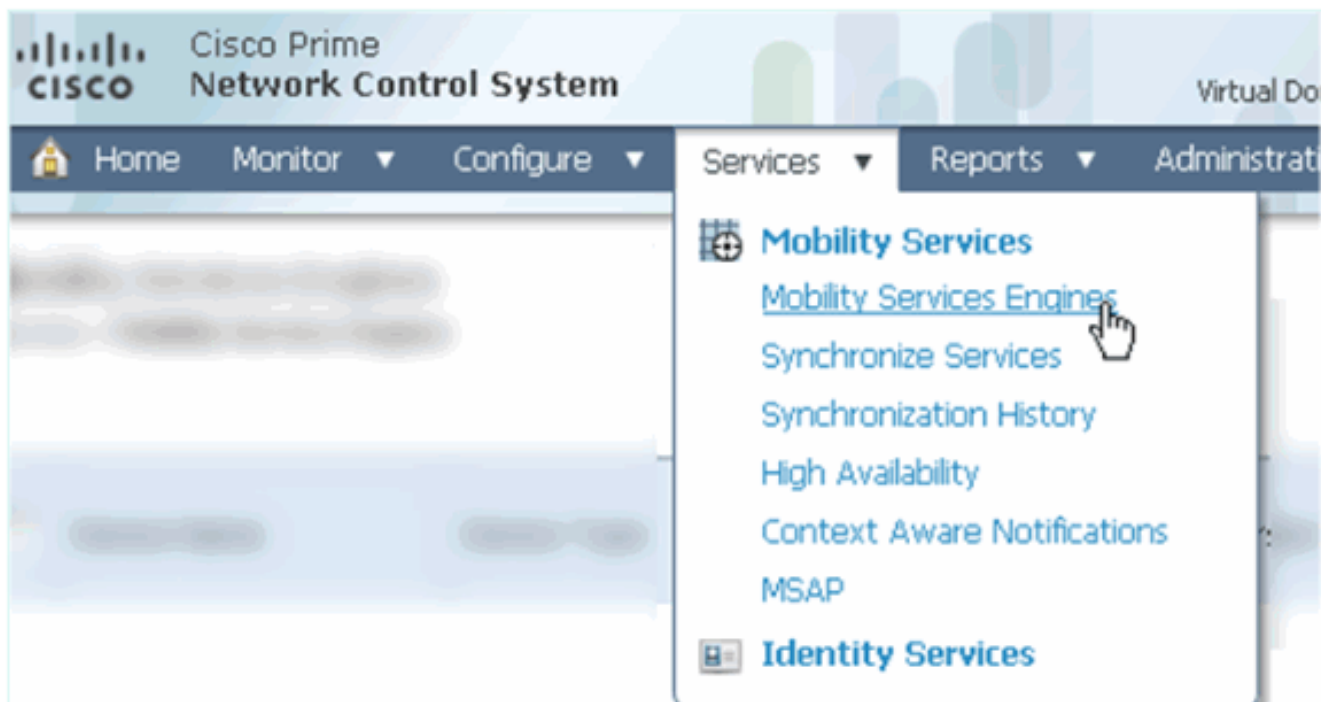 CISCO
Cisco Prime
Network Control System
Virtual Do
Home Monitor Configure Services Reports Administrati
Mobility Services
Mobility Services Engines
Synchronize Services
Synchronization History
High Availability
Context Aware Notifications
MSAP
Identity Services